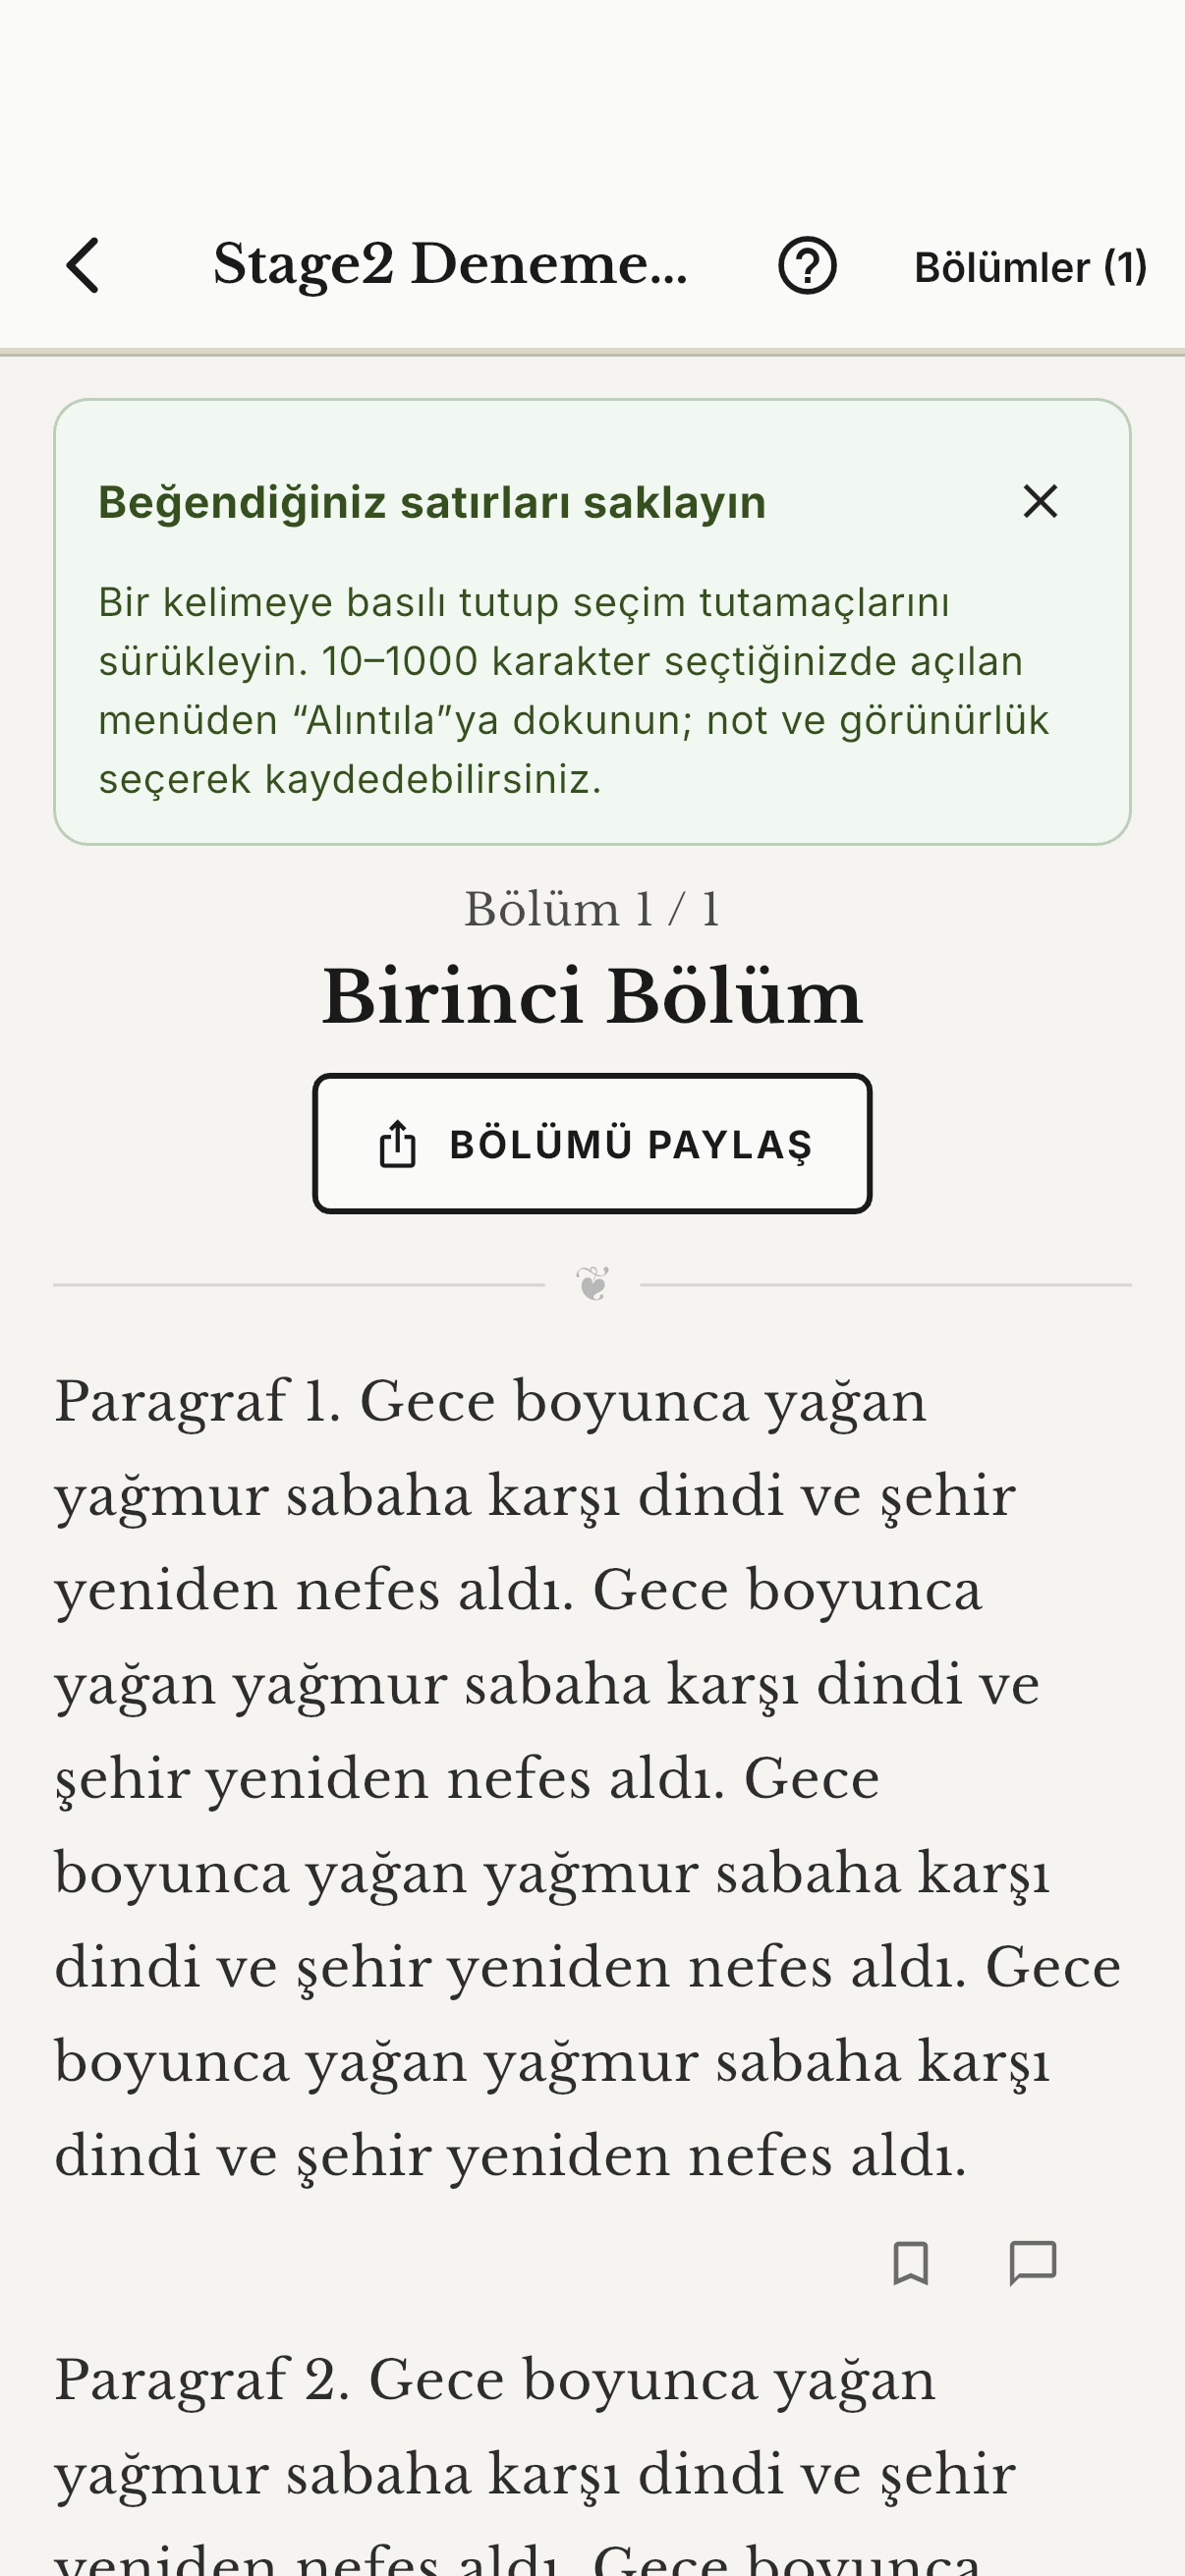 Stage2 Deneme...
Bölümler (1)
Beğendiğiniz satırları saklayın
Bir kelimeye basılı tutup seçim tutamaçlarını
sürükleyin. 10–1000 karakter seçtiğinizde açılan
menüden “Alıntıla”ya dokunun; not ve görünürlük
seçerek kaydedebilirsiniz.
Bölüm 1 / 1
Birinci Bölüm
BÖLÜMÜ PAYLAŞ
Paragraf 1. Gece boyunca yağan
yağmur sabaha karşı dindi ve şehir
yeniden nefes aldı. Gece boyunca
yağan yağmur sabaha karşı dindi ve
şehir yeniden nefes aldı. Gece
boyunca yağan yağmur sabaha karşı
dindi ve şehir yeniden nefes aldı. Gece
boyunca yağan yağmur sabaha karşı
dindi ve şehir yeniden nefes aldı.
Paragraf 2. Gece boyunca yağan
yağmur sabaha karşı dindi ve şehir
yeniden nefes aldı. Gece boyunca